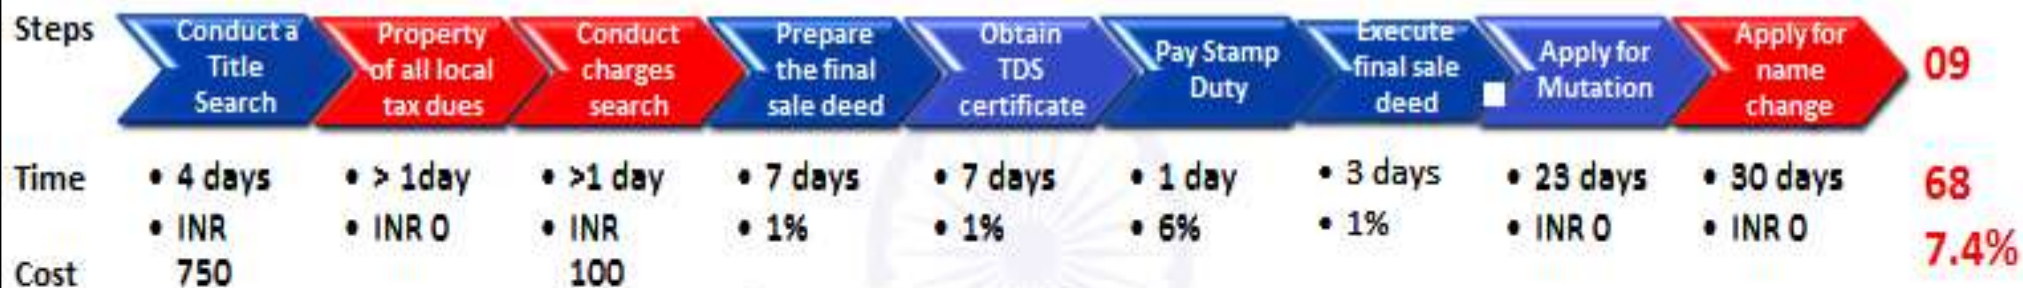 Steps
Conduct a
Title
Search
Property
of all local
tax dues
Conduct
charges
search
Prepare
the final
sale deed
Obtain
TDS
certificate
Pay Stamp
Duty
Execute
final sale
deed
Apply for
Mutation
Apply for
name
change
09
Time
• 4 days
• > 1day
• >1 day
• 7 days
• 7 days
• 1 day
• 3 days
• 23 days
• 30 days
68
Cost
• INR
750
• INR 0
• INR
100
• 1%
• 1%
• 6%
• 1%
• INR 0
• INR 0
7.4%